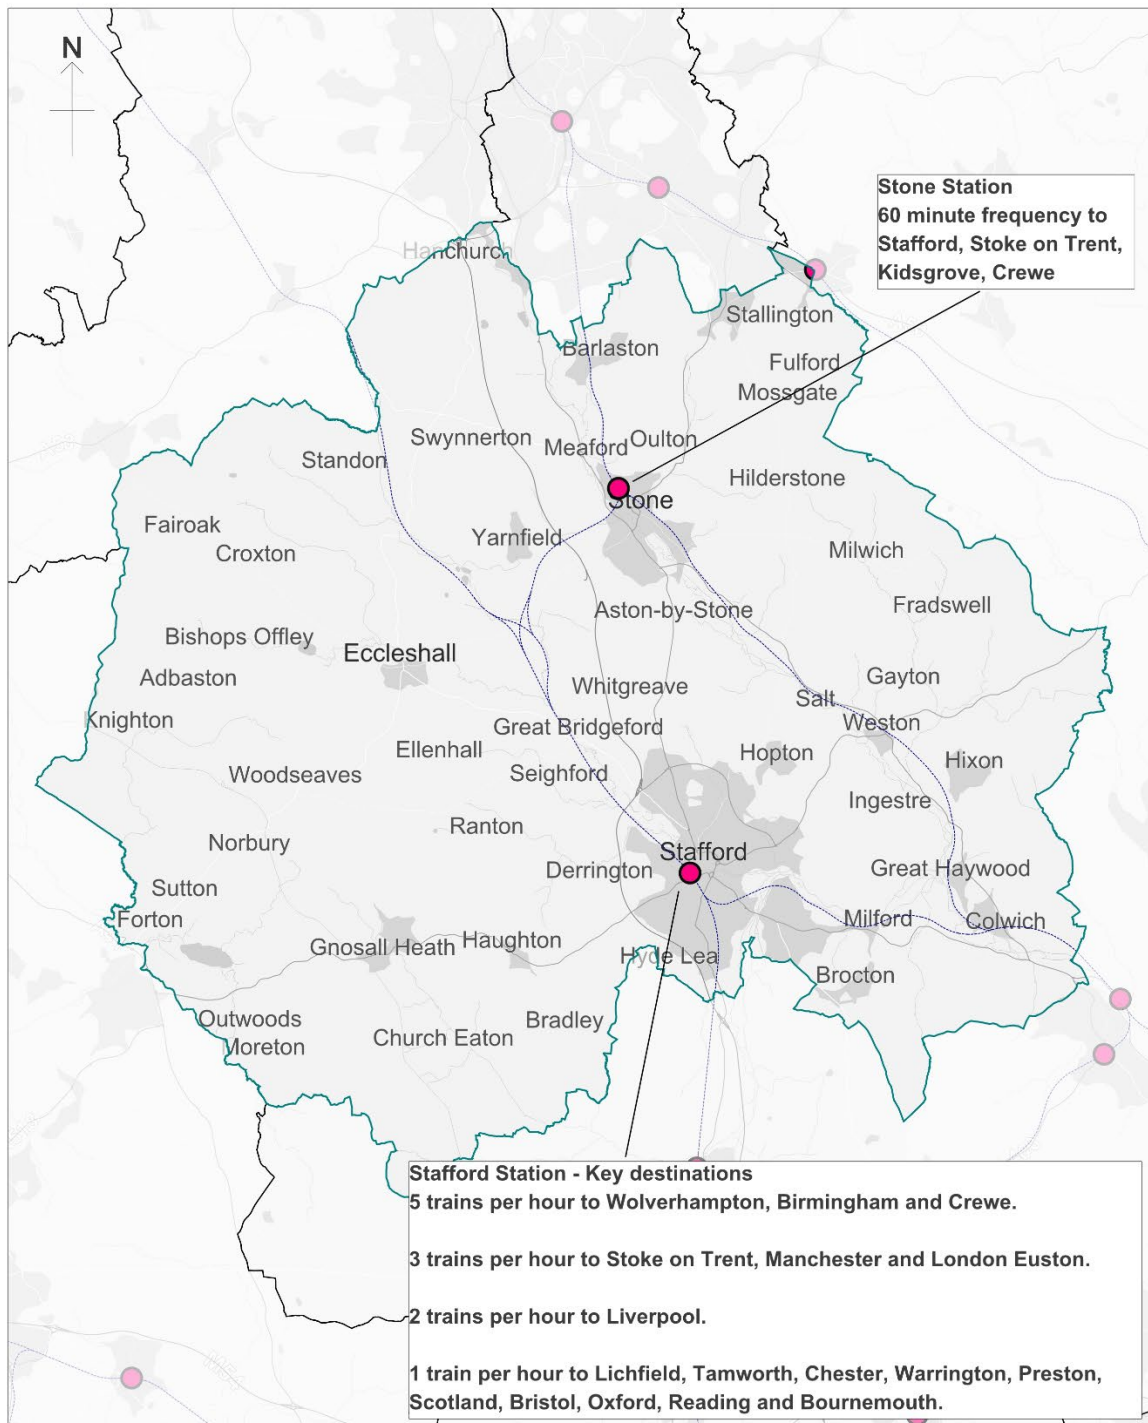 N
Stone Station
60 minute frequency to
Stafford, Stoke on Trent,
Kidsgrove, Crewe
Hanchurch
Stallington
Barlaston
Fulford
Mossgate
Swynnerton
Meaford
Oulton
Standon
Hilderstone
Stone
Fairoak
Yarnfield
Croxton
Milwich
Aston-by-Stone
Fradswell
Bishops Offley
Eccleshall
Adbaston
Whitgreave
Gayton
Salt
Knighton
Great Bridgeford
Weston
Ellenhall
Hopton
Hixon
Woodseaves
Seighford
Ingestre
Ranton
Norbury
Stafford
Derrington
Great Haywood
Sutton
Forton
Milford
Colwich
Gnosall Heath
Haughton
Hyde Lea
Brocton
Outwoods
Bradley
Moreton
Church Eaton
Stafford Station - Key destinations
5 trains per hour to Wolverhampton, Birmingham and Crewe.
3 trains per hour to Stoke on Trent, Manchester and London Euston.
2 trains per hour to Liverpool.
1 train per hour to Lichfield, Tamworth, Chester, Warrington, Preston,
Scotland, Bristol, Oxford, Reading and Bournemouth.